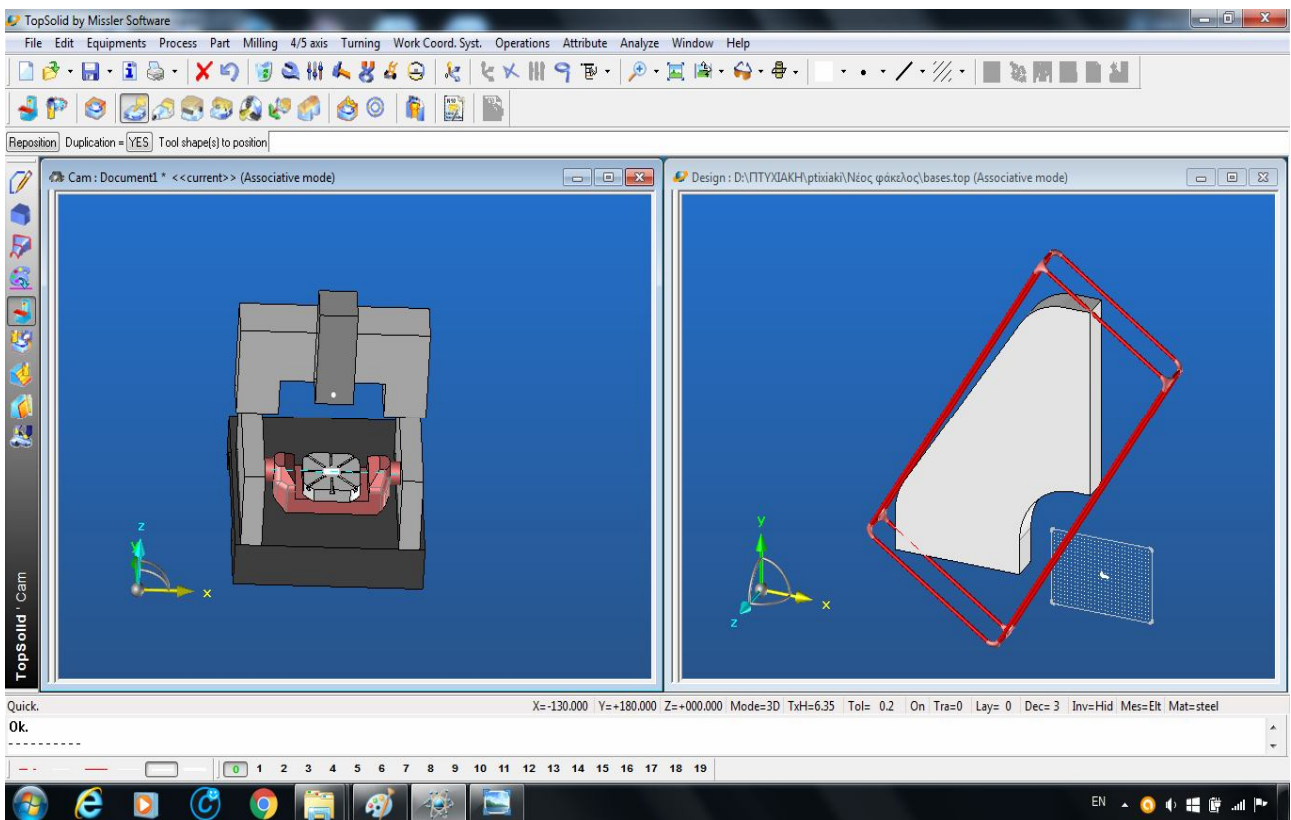 TopSolid by Missler Software
File Edit Equipments Process Part Milling 4/5 axis Turning Work Coord. Syst. Operations Attribute Analyze Window Help
Reposition Duplication = YES Tool shape(s) to position
Cam : Document1 * <<current>> (Associative mode)
Design : D:\ΠΤΥΧΙΑΚΗ\ptixiaki\Νέος φάκελος\bases.top (Associative mode)
z
y
x
y
x
z
TopSolid ' Cam
Quick. X=-130.000 Y=+180.000 Z=+000.000 Mode=3D TxH=6.35 Tol= 0.2 On Tra=0 Lay= 0 Dec= 3 Inv=Hid Mes=Elt Mat=steel
Ok.
----------
0 1 2 3 4 5 6 7 8 9 10 11 12 13 14 15 16 17 18 19
EN